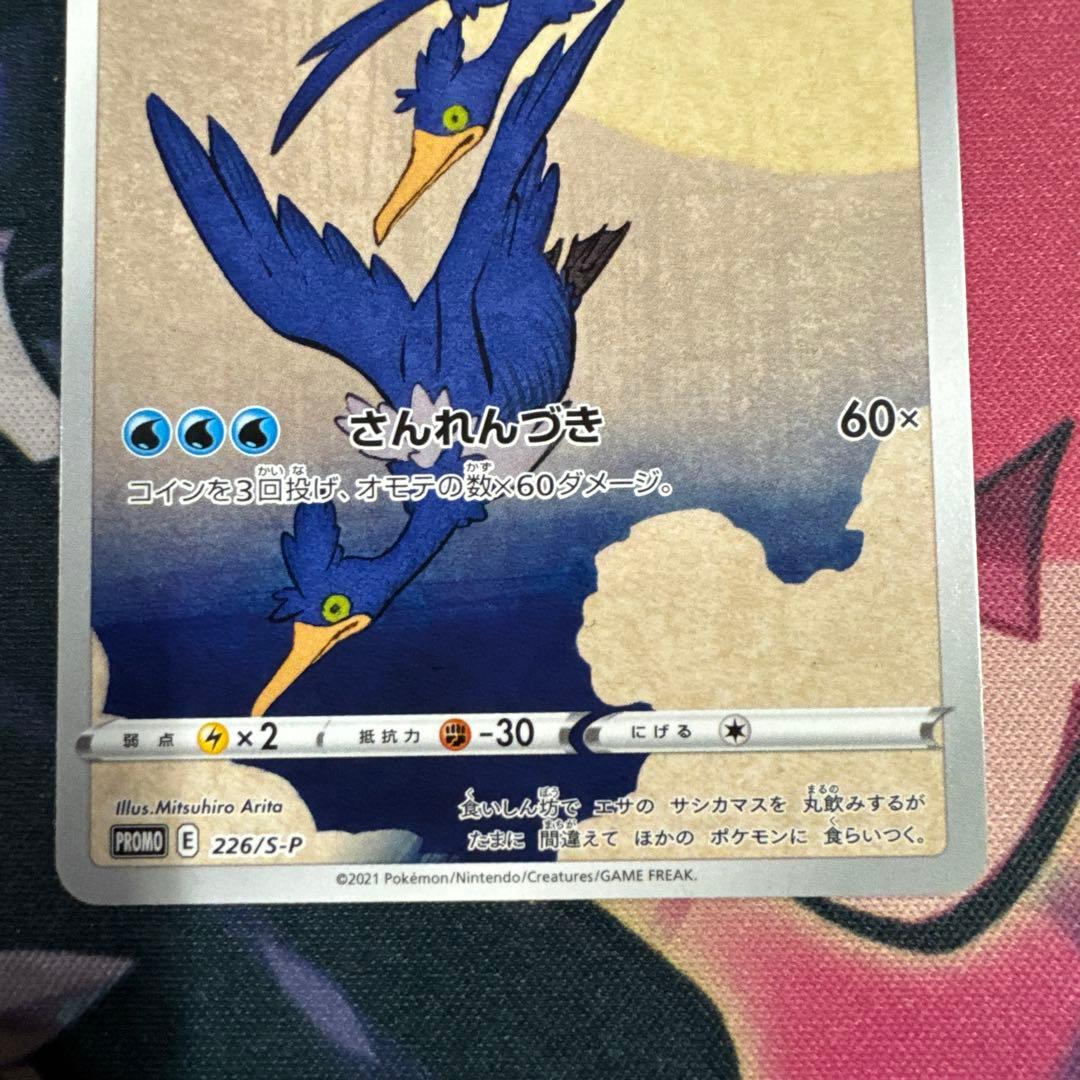 さんれんづき 60×
コインを3回投げ、オモテの数×60ダメージ。
弱点 ×2 抵抗力 -30 にげる
Illus.Mitsuhiro Arita
食いしん坊で エサの サシカマスを 丸飲みするが
たまに 間違えて ほかの ポケモンに 食らいつく。
PROMO E 226/S-P
©2021 Pokémon/Nintendo/Creatures/GAME FREAK.